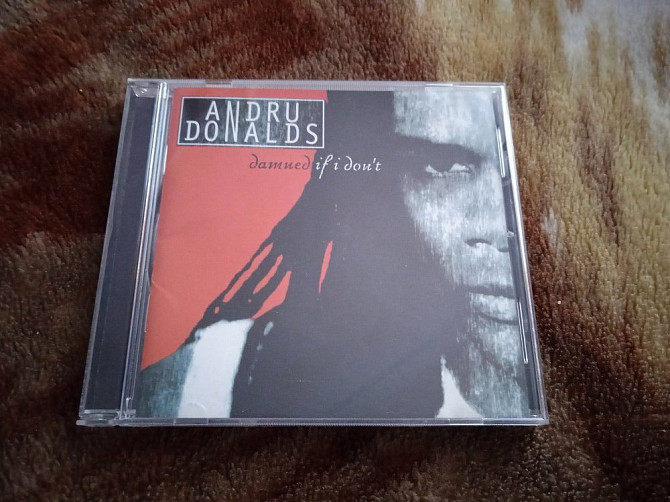 ANDRU
DONALDS
damned if i don't